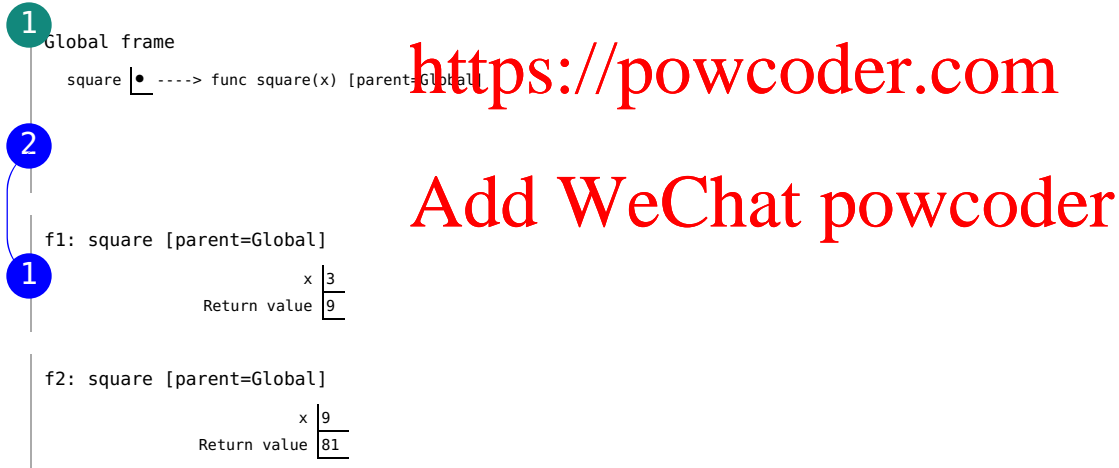 1
Global frame
square ● ----> func square(x) [parent=Global]
https://powcoder.com
2
Add WeChat powcoder
f1: square [parent=Global]
1
x 3
Return value 9
f2: square [parent=Global]
x 9
Return value 81